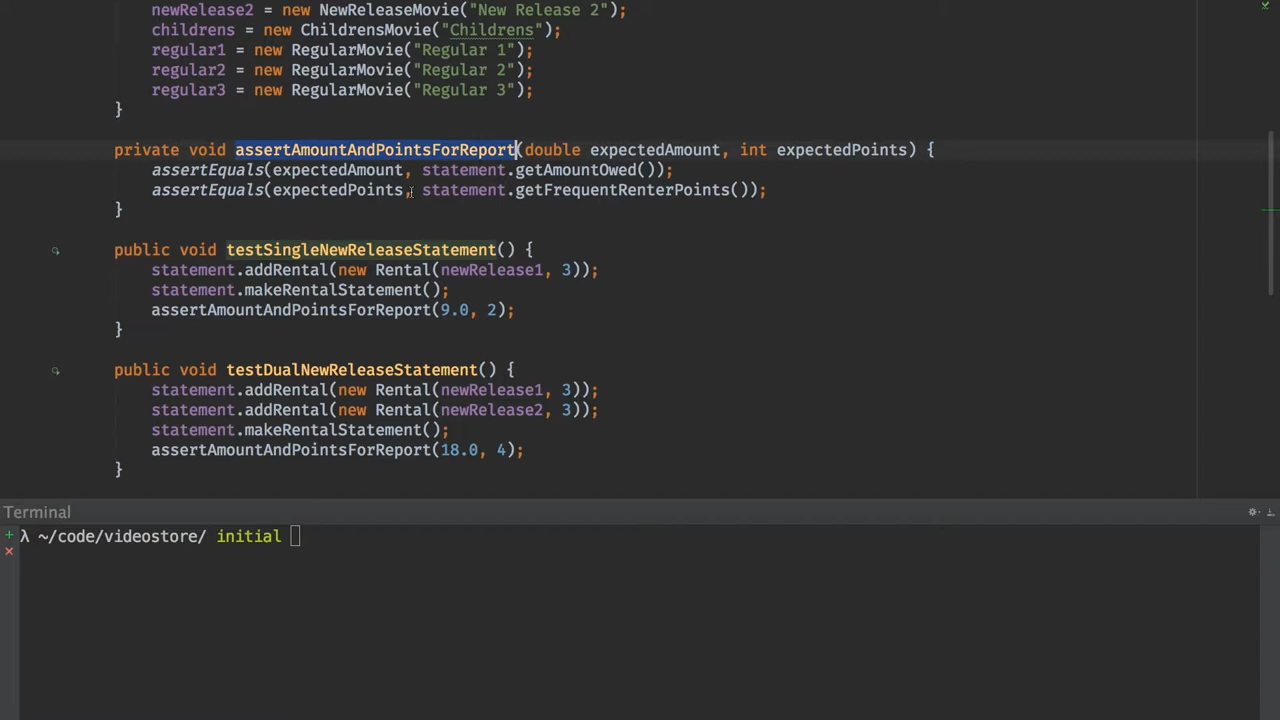 newRelease2 = new NewReleaseMovie("New Release 2");
childrens = new ChildrensMovie("Childrens");
regular1 = new RegularMovie("Regular 1");
regular2 = new RegularMovie("Regular 2");
regular3 = new RegularMovie("Regular 3");
}
private void assertAmountAndPointsForReport(double expectedAmount, int expectedPoints) {
assertEquals(expectedAmount, statement.getAmountOwed());
assertEquals(expectedPoints, statement.getFrequentRenterPoints());
}
public void testSingleNewReleaseStatement() {
statement.addRental(new Rental(newRelease1, 3));
statement.makeRentalStatement();
assertAmountAndPointsForReport(9.0, 2);
}
public void testDualNewReleaseStatement() {
statement.addRental(new Rental(newRelease1, 3));
statement.addRental(new Rental(newRelease2, 3));
statement.makeRentalStatement();
assertAmountAndPointsForReport(18.0, 4);
}
Terminal
λ ~/code/videostore/ initial